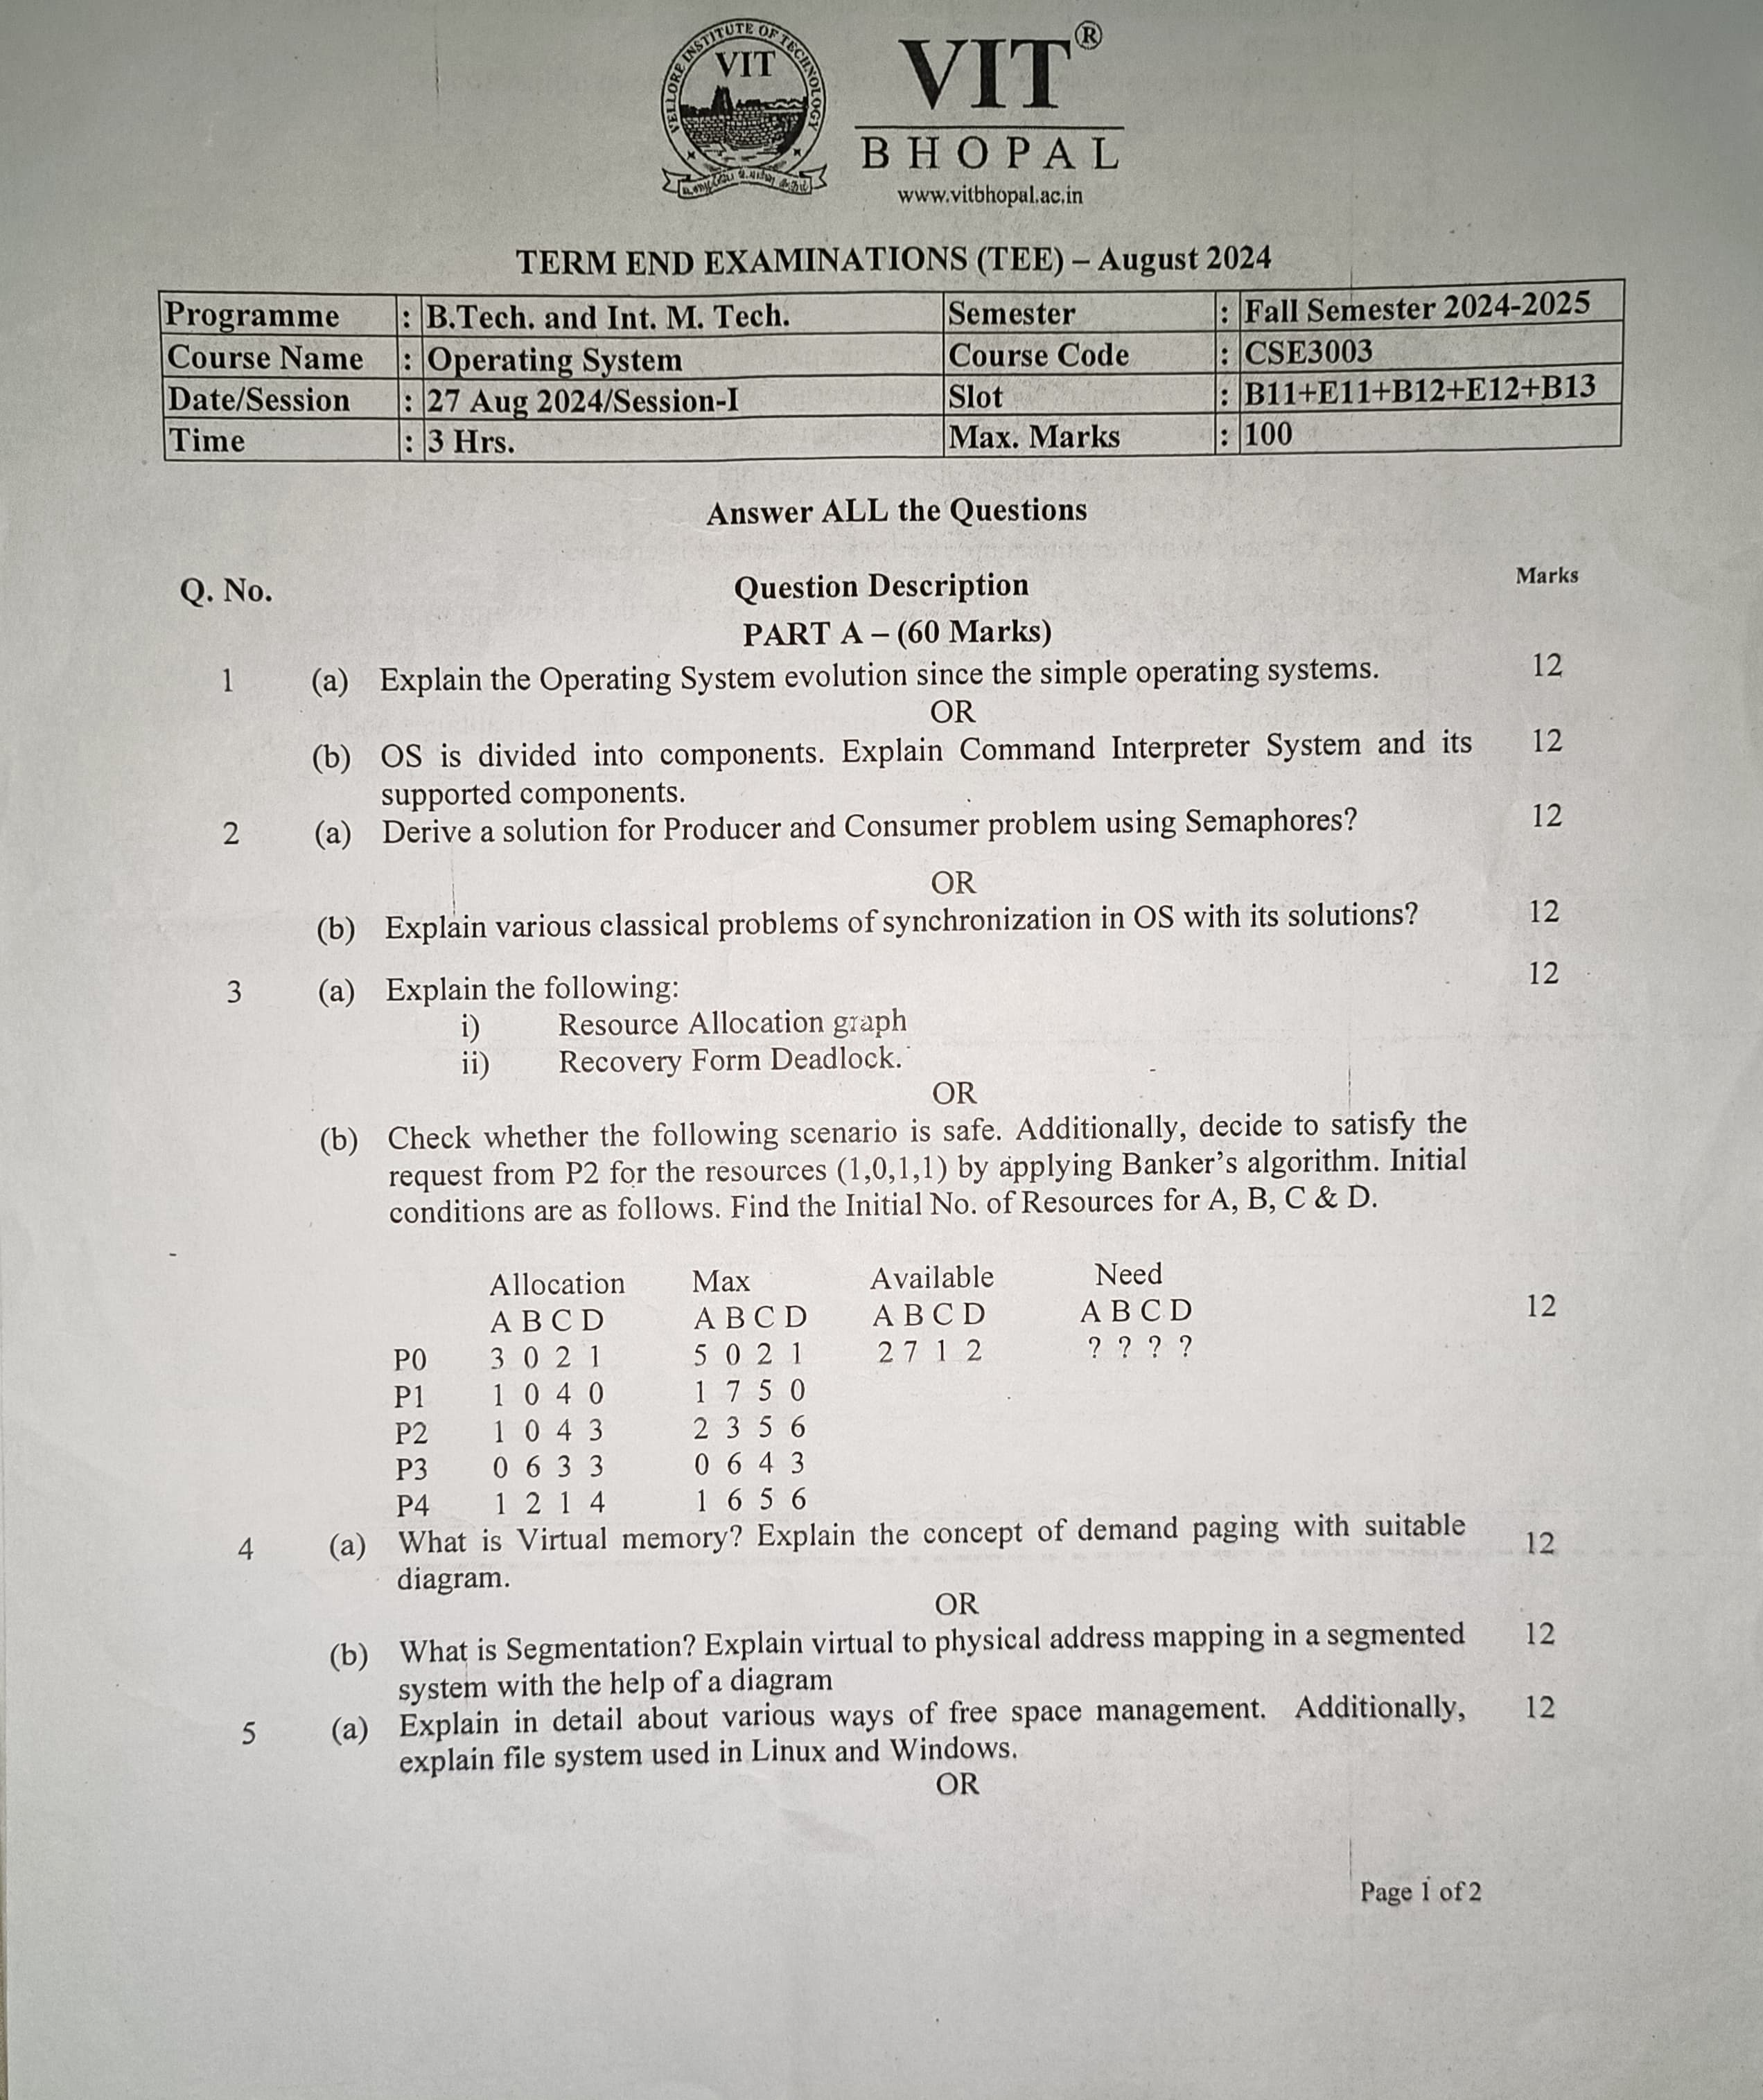 VELLORE INSTITUTE OF TECHNOLOGY
VIT
VIT®
BHOPAL
www.vitbhopal.ac.in
TERM END EXAMINATIONS (TEE) – August 2024
Programme : B.Tech. and Int. M. Tech. Semester : Fall Semester 2024-2025
Course Name : Operating System Course Code : CSE3003
Date/Session : 27 Aug 2024/Session-I Slot : B11+E11+B12+E12+B13
Time : 3 Hrs. Max. Marks : 100
Answer ALL the Questions
Q. No. Question Description Marks
PART A – (60 Marks)
1 (a) Explain the Operating System evolution since the simple operating systems. 12
OR
(b) OS is divided into components. Explain Command Interpreter System and its 12
supported components.
2 (a) Derive a solution for Producer and Consumer problem using Semaphores? 12
OR
(b) Explain various classical problems of synchronization in OS with its solutions? 12
3 (a) Explain the following: 12
i) Resource Allocation graph
ii) Recovery Form Deadlock.
OR
(b) Check whether the following scenario is safe. Additionally, decide to satisfy the
request from P2 for the resources (1,0,1,1) by applying Banker's algorithm. Initial
conditions are as follows. Find the Initial No. of Resources for A, B, C & D.
Allocation Max Available Need
A B C D A B C D A B C D A B C D 12
P0 3 0 2 1 5 0 2 1 2 7 1 2 ? ? ? ?
P1 1 0 4 0 1 7 5 0
P2 1 0 4 3 2 3 5 6
P3 0 6 3 3 0 6 4 3
P4 1 2 1 4 1 6 5 6
4 (a) What is Virtual memory? Explain the concept of demand paging with suitable 12
diagram.
OR
(b) What is Segmentation? Explain virtual to physical address mapping in a segmented 12
system with the help of a diagram
5 (a) Explain in detail about various ways of free space management. Additionally, 12
explain file system used in Linux and Windows.
OR
Page 1 of 2